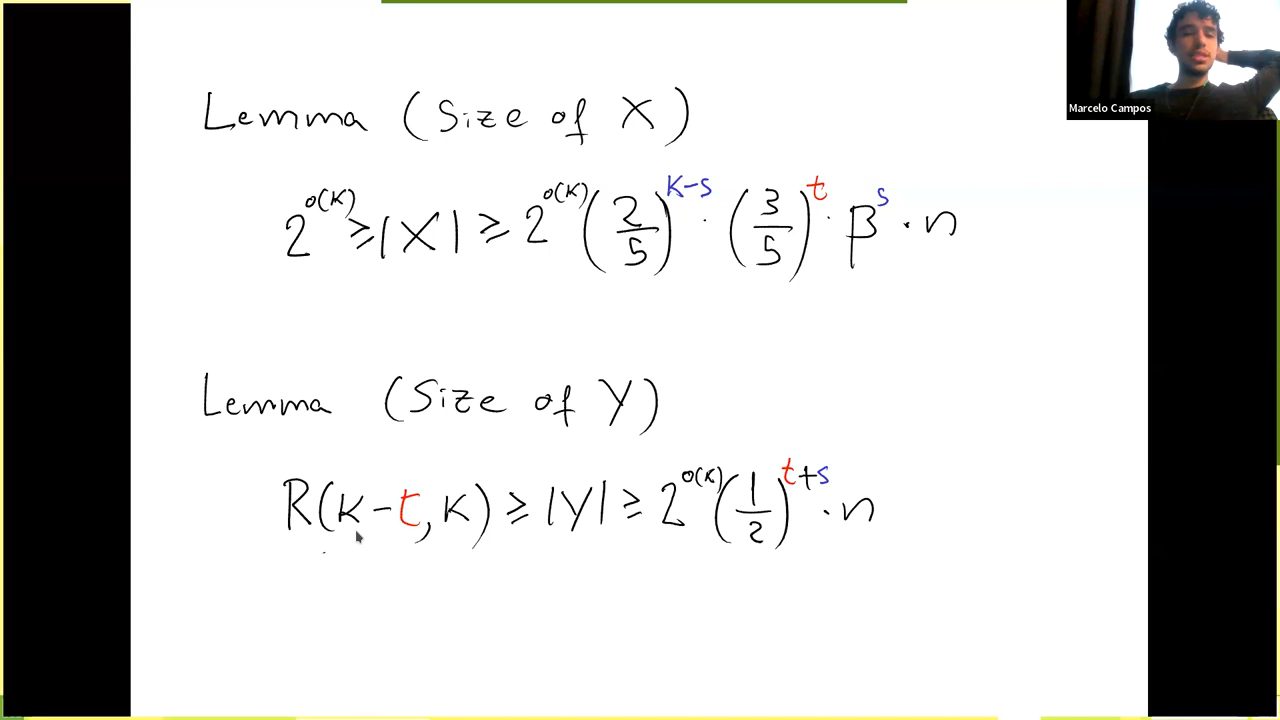 Marcelo Campos
Lemma (Size of X)
2^{o(k)} ≥ |X| ≥ 2^{o(k)} (2/5)^{k-s} · (3/5)^{t} · β^{s} · n
Lemma (Size of Y)
R(k-t, k) ≥ |Y| ≥ 2^{o(k)} (1/2)^{t+s} · n